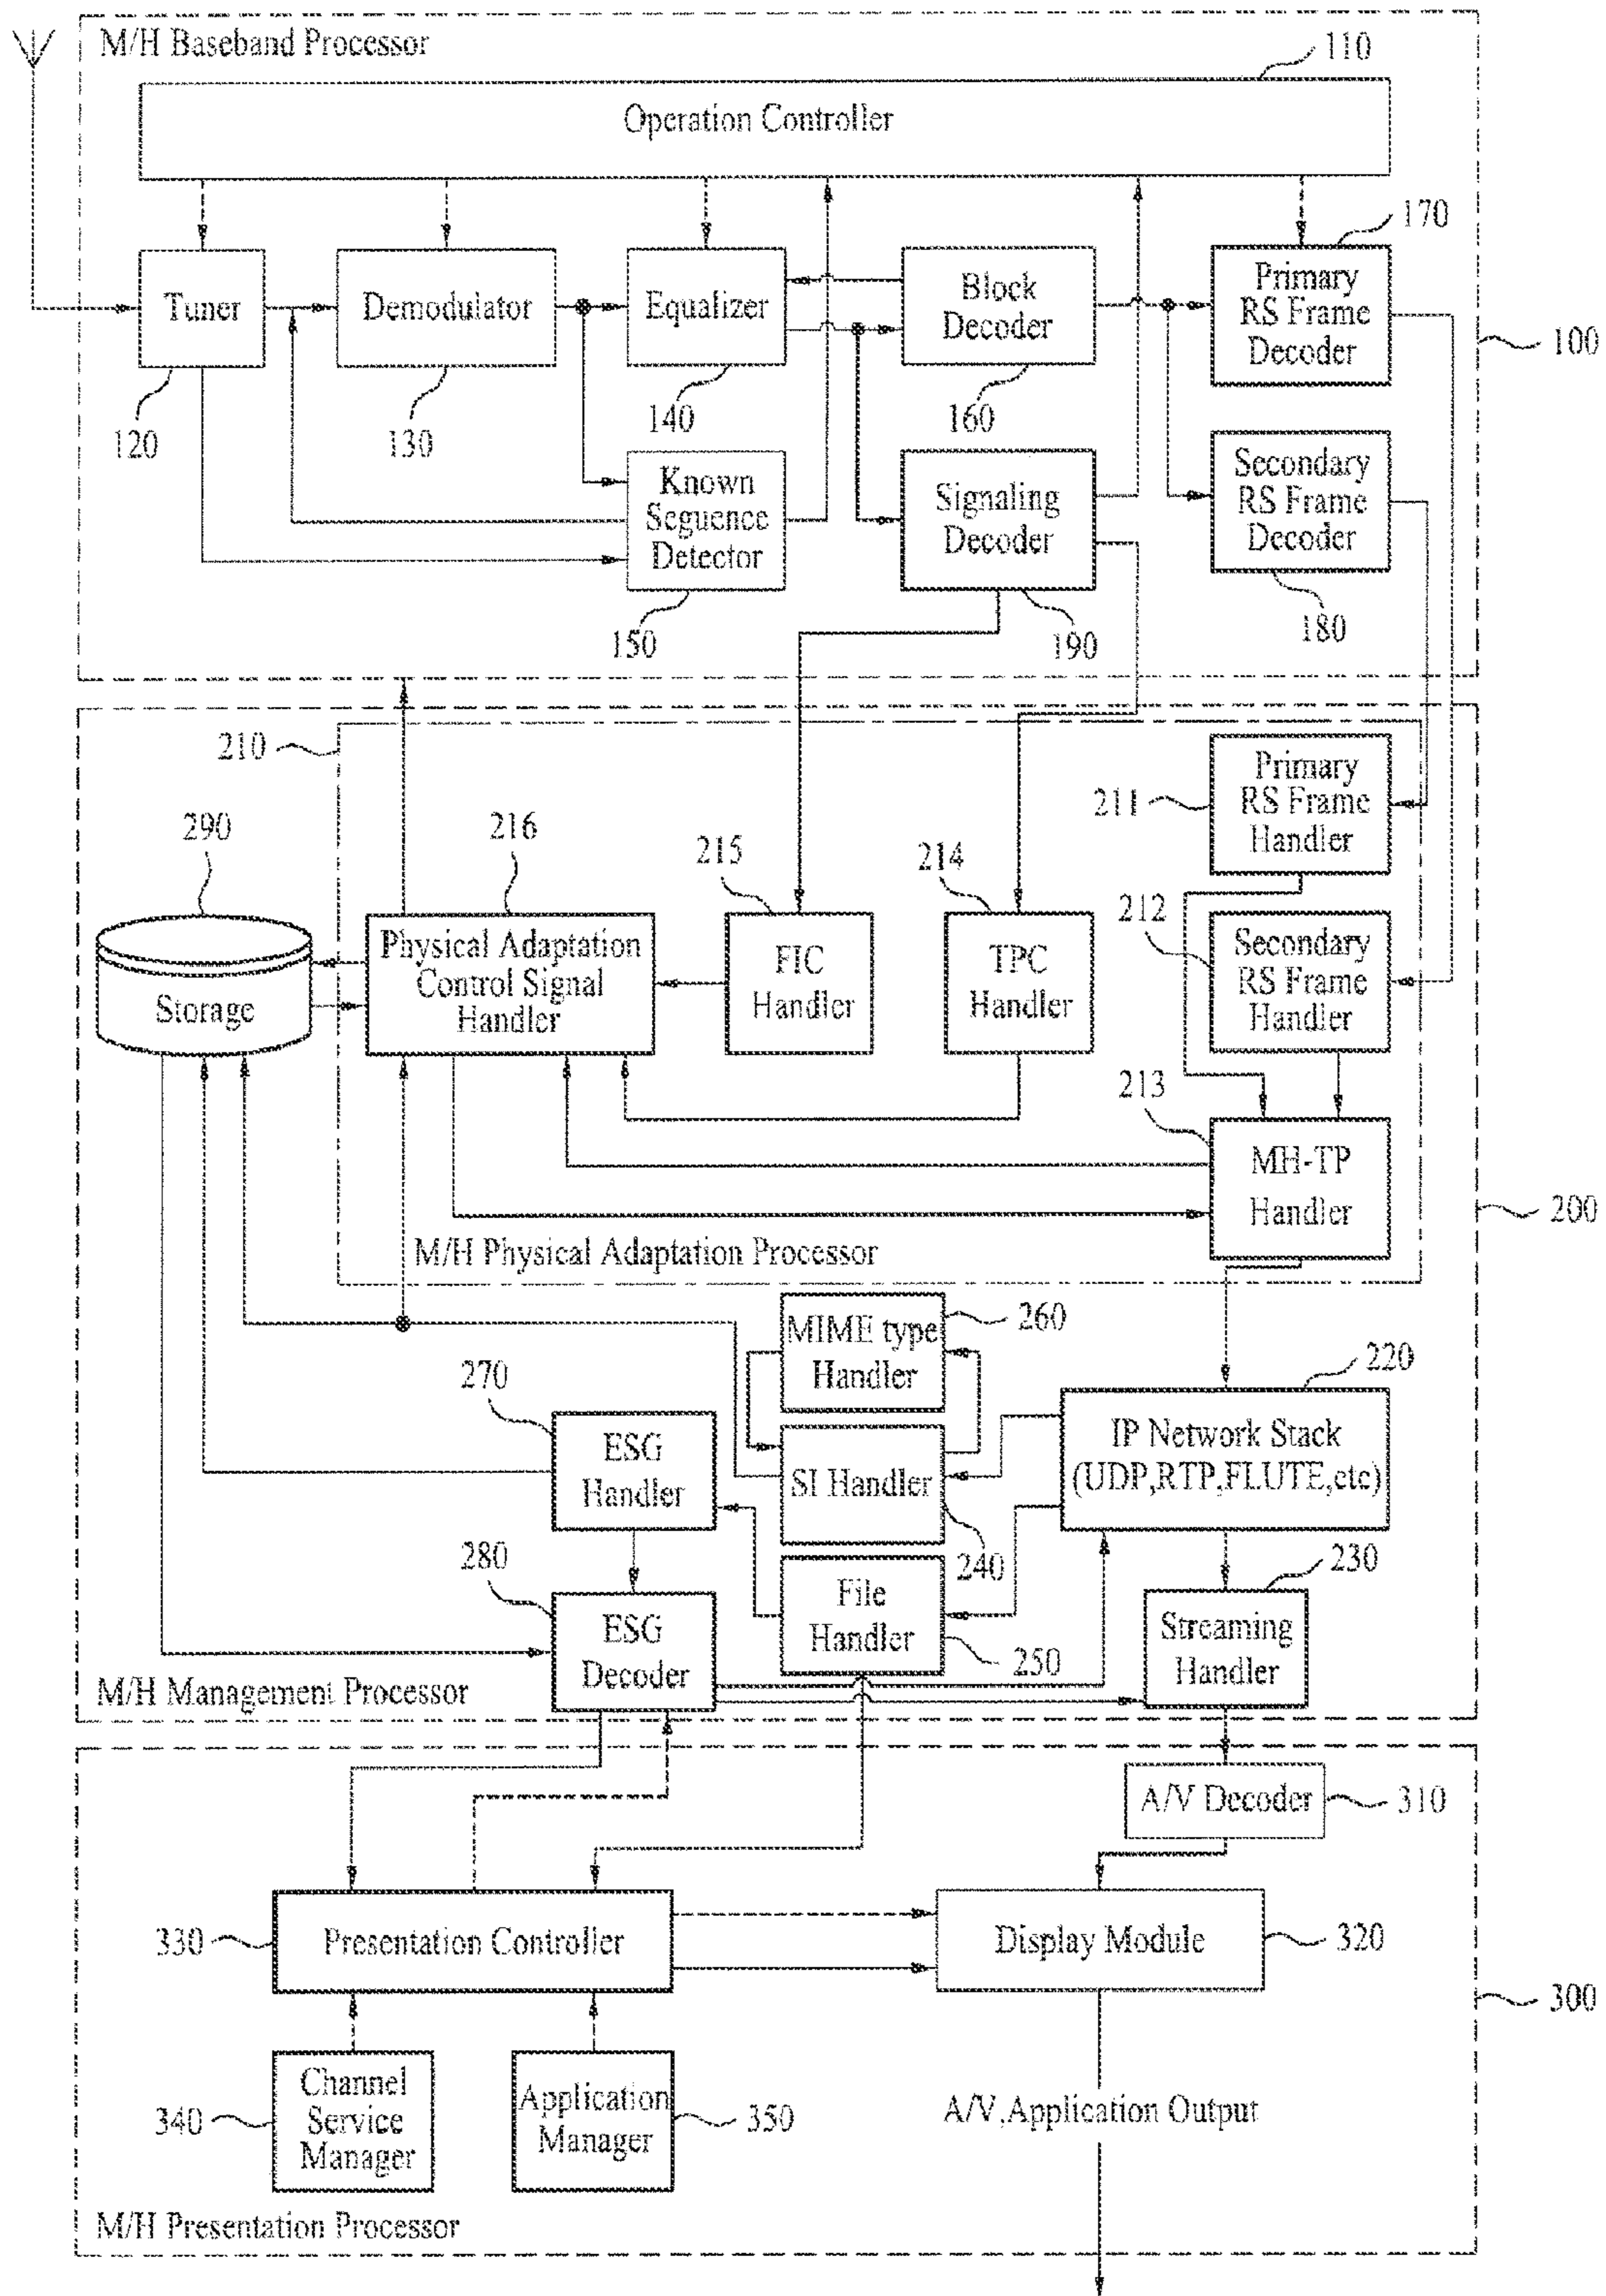 M/H Baseband Processor
110
Operation Controller
170
Tuner
Demodulator
Equalizer
Block
Decoder
Primary
RS Frame
Decoder
100
120
130
140
160
Known
Seguence
Detector
Signaling
Decoder
Secondary
RS Frame
Decoder
150
190
180
210
Primary
RS Frame
Handler
211
290
216
215
214
212
Storage
Physical Adaptation
Control Signal
Handler
FIC
Handler
TPC
Handler
Secondary
RS Frame
Handler
213
MH-TP
Handler
200
M/H Physical Adaptation Processor
MIME type
Handler
260
220
270
ESG
Handler
SI Handler
240
IP Network Stack
(UDP,RTP,FLUTE,etc)
280
ESG
Decoder
File
Handler
250
230
Streaming
Handler
M/H Management Processor
A/V Decoder
310
330
Presentation Controller
Display Module
320
300
340
Channel
Service
Manager
Application
Manager
350
A/V,Application Output
M/H Presentation Processor